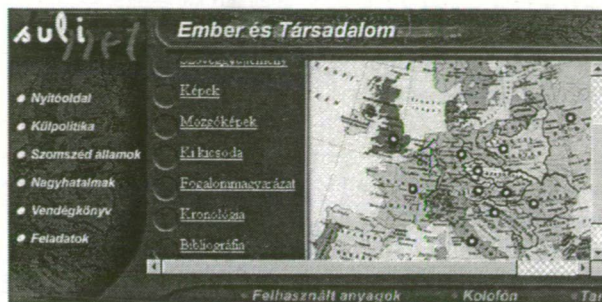 suli
net
Ember és Társadalom
Nyitóoldal
Külpolitika
Szomszéd államok
Nagyhatalmak
Vendégkönyv
Feladatok
Szöveggyűjtemény
Képek
Mozgóképek
Ki kicsoda
Fogalommagyarázat
Kronológia
Bibliográfia
Felhasznált anyagok
Kolofón